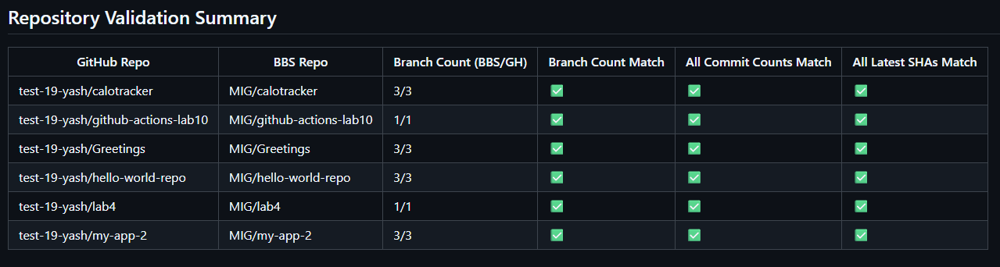 Repository Validation Summary
GitHub Repo BBS Repo Branch Count (BBS/GH) Branch Count Match All Commit Counts Match All Latest SHAs Match
test-19-yash/calotracker MIG/calotracker 3/3 ✅ ✅ ✅
test-19-yash/github-actions-lab10 MIG/github-actions-lab10 1/1 ✅ ✅ ✅
test-19-yash/Greetings MIG/Greetings 3/3 ✅ ✅ ✅
test-19-yash/hello-world-repo MIG/hello-world-repo 3/3 ✅ ✅ ✅
test-19-yash/lab4 MIG/lab4 1/1 ✅ ✅ ✅
test-19-yash/my-app-2 MIG/my-app-2 3/3 ✅ ✅ ✅